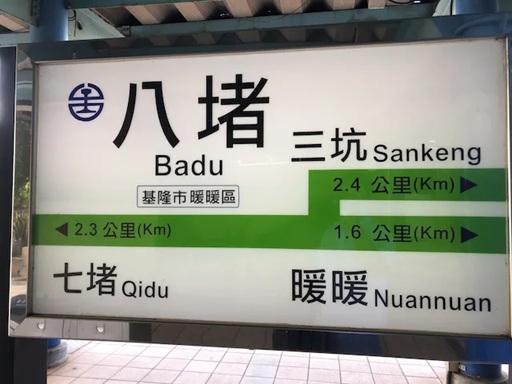 八堵
Badu
基隆市暖暖區
三坑 Sankeng
2.4 公里(Km) ▶
◀ 2.3 公里(Km)
1.6 公里(Km) ▶
七堵 Qidu
暖暖 Nuannuan